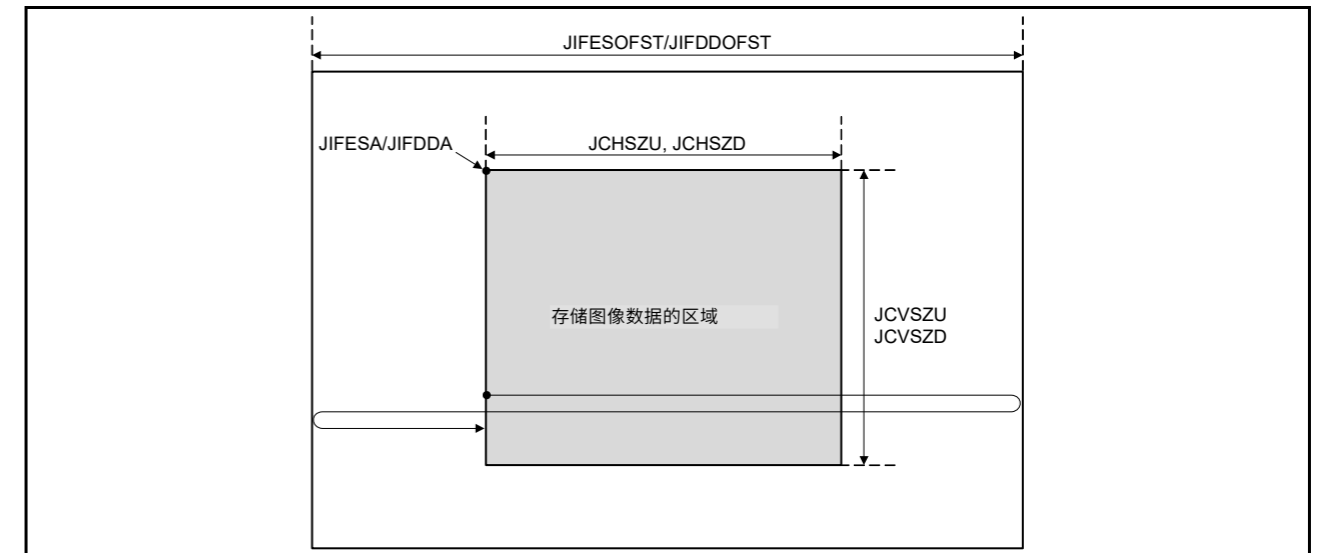 JIFESOFST/JIFDDOFST
JIFESA/JIFDDA
JCHSZU, JCHSZD
存储图像数据的区域
JCVSZU
JCVSZD